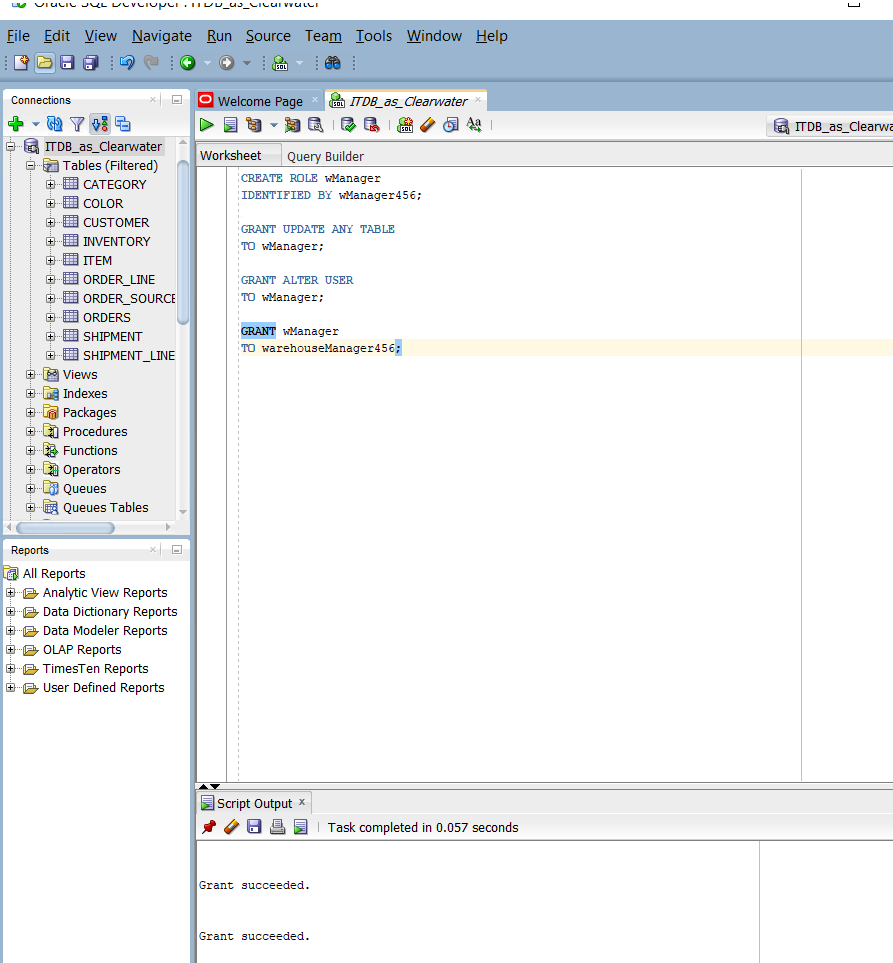 Oracle SQL Developer : ITDB_as_Clearwater
File Edit View Navigate Run Source Team Tools Window Help
Connections
ITDB_as_Clearwater
Tables (Filtered)
CATEGORY
COLOR
CUSTOMER
INVENTORY
ITEM
ORDER_LINE
ORDER_SOURCE
ORDERS
SHIPMENT
SHIPMENT_LINE
Views
Indexes
Packages
Procedures
Functions
Operators
Queues
Queues Tables
Reports
All Reports
Analytic View Reports
Data Dictionary Reports
Data Modeler Reports
OLAP Reports
TimesTen Reports
User Defined Reports
Welcome Page
ITDB_as_Clearwater
ITDB_as_Clearwa
Worksheet Query Builder
CREATE ROLE wManager
IDENTIFIED BY wManager456;
GRANT UPDATE ANY TABLE
TO wManager;
GRANT ALTER USER
TO wManager;
GRANT wManager
TO warehouseManager456;
Script Output
Task completed in 0.057 seconds
Grant succeeded.
Grant succeeded.